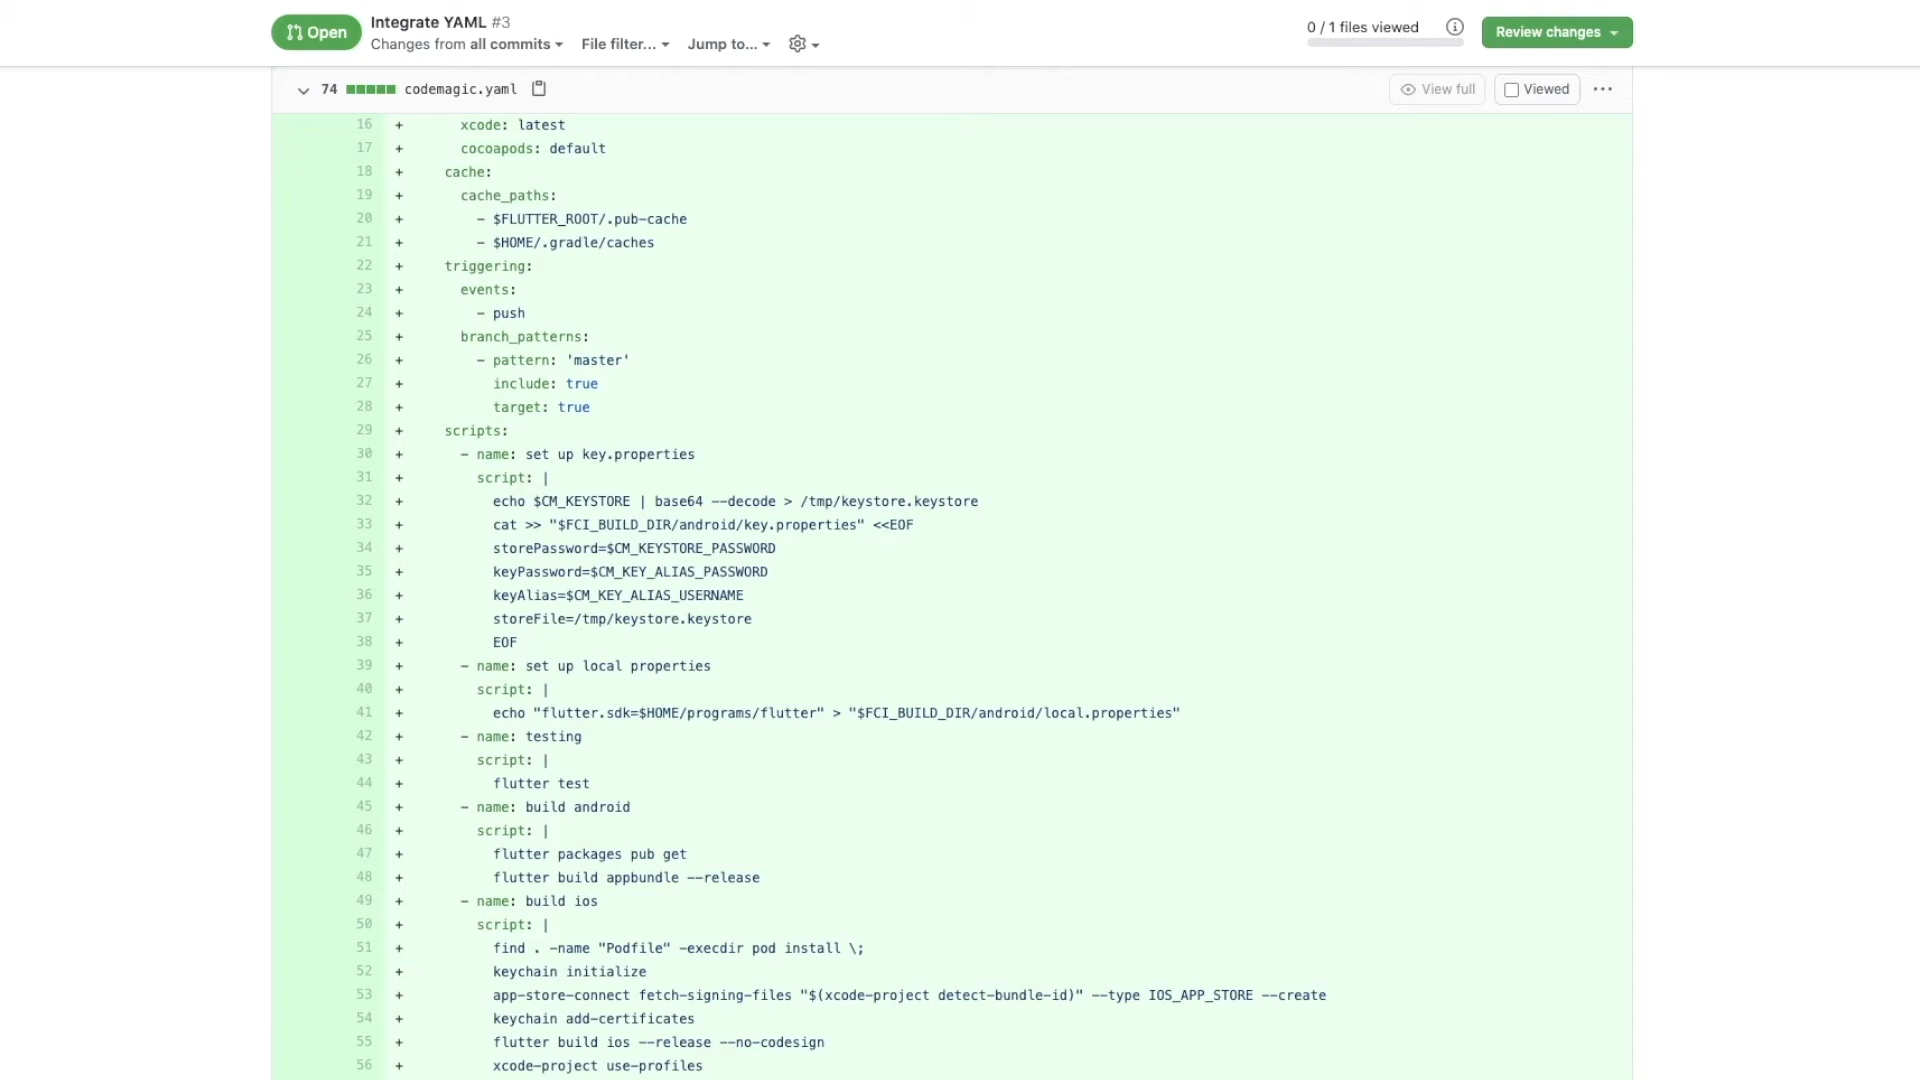 Open
Integrate YAML #3
Changes from all commits
File filter...
Jump to...
0 / 1 files viewed
Review changes
74
codemagic.yaml
View full
Viewed
16 + xcode: latest
17 + cocoapods: default
18 + cache:
19 + cache_paths:
20 + - $FLUTTER_ROOT/.pub-cache
21 + - $HOME/.gradle/caches
22 + triggering:
23 + events:
24 + - push
25 + branch_patterns:
26 + - pattern: 'master'
27 + include: true
28 + target: true
29 + scripts:
30 + - name: set up key.properties
31 + script: |
32 + echo $CM_KEYSTORE | base64 --decode > /tmp/keystore.keystore
33 + cat >> "$FCI_BUILD_DIR/android/key.properties" <<EOF
34 + storePassword=$CM_KEYSTORE_PASSWORD
35 + keyPassword=$CM_KEY_ALIAS_PASSWORD
36 + keyAlias=$CM_KEY_ALIAS_USERNAME
37 + storeFile=/tmp/keystore.keystore
38 + EOF
39 + - name: set up local properties
40 + script: |
41 + echo "flutter.sdk=$HOME/programs/flutter" > "$FCI_BUILD_DIR/android/local.properties"
42 + - name: testing
43 + script: |
44 + flutter test
45 + - name: build android
46 + script: |
47 + flutter packages pub get
48 + flutter build appbundle --release
49 + - name: build ios
50 + script: |
51 + find . -name "Podfile" -execdir pod install \;
52 + keychain initialize
53 + app-store-connect fetch-signing-files "$(xcode-project detect-bundle-id)" --type IOS_APP_STORE --create
54 + keychain add-certificates
55 + flutter build ios --release --no-codesign
56 + xcode-project use-profiles